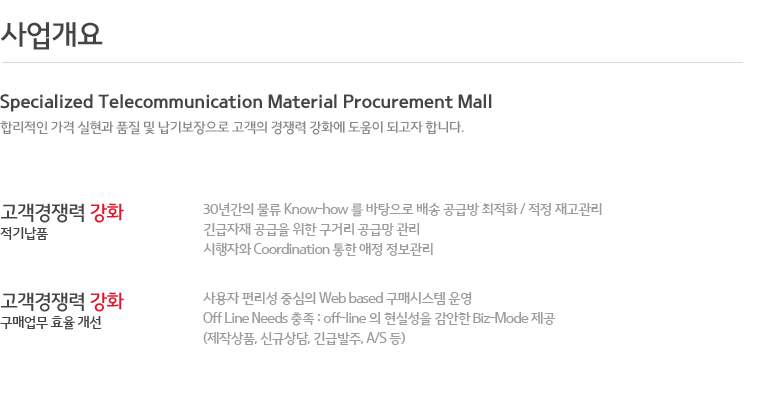 사업개요
Specialized Telecommunication Material Procurement Mall
합리적인 가격 실현과 품질 및 납기보장으로 고객의 경쟁력 강화에 도움이 되고자 합니다.
고객경쟁력 강화
적기납품
30년간의 물류 Know-how 를 바탕으로 배송 공급방 최적화 / 적정 재고관리
긴급자재 공급을 위한 구거리 공급망 관리
시행자와 Coordination 통한 애정 정보관리
고객경쟁력 강화
구매업무 효율 개선
사용자 편리성 중심의 Web based 구매시스템 운영
Off Line Needs 충족 : off-line 의 현실성을 감안한 Biz-Mode 제공
(제작상품, 신규상담, 긴급발주, A/S 등)